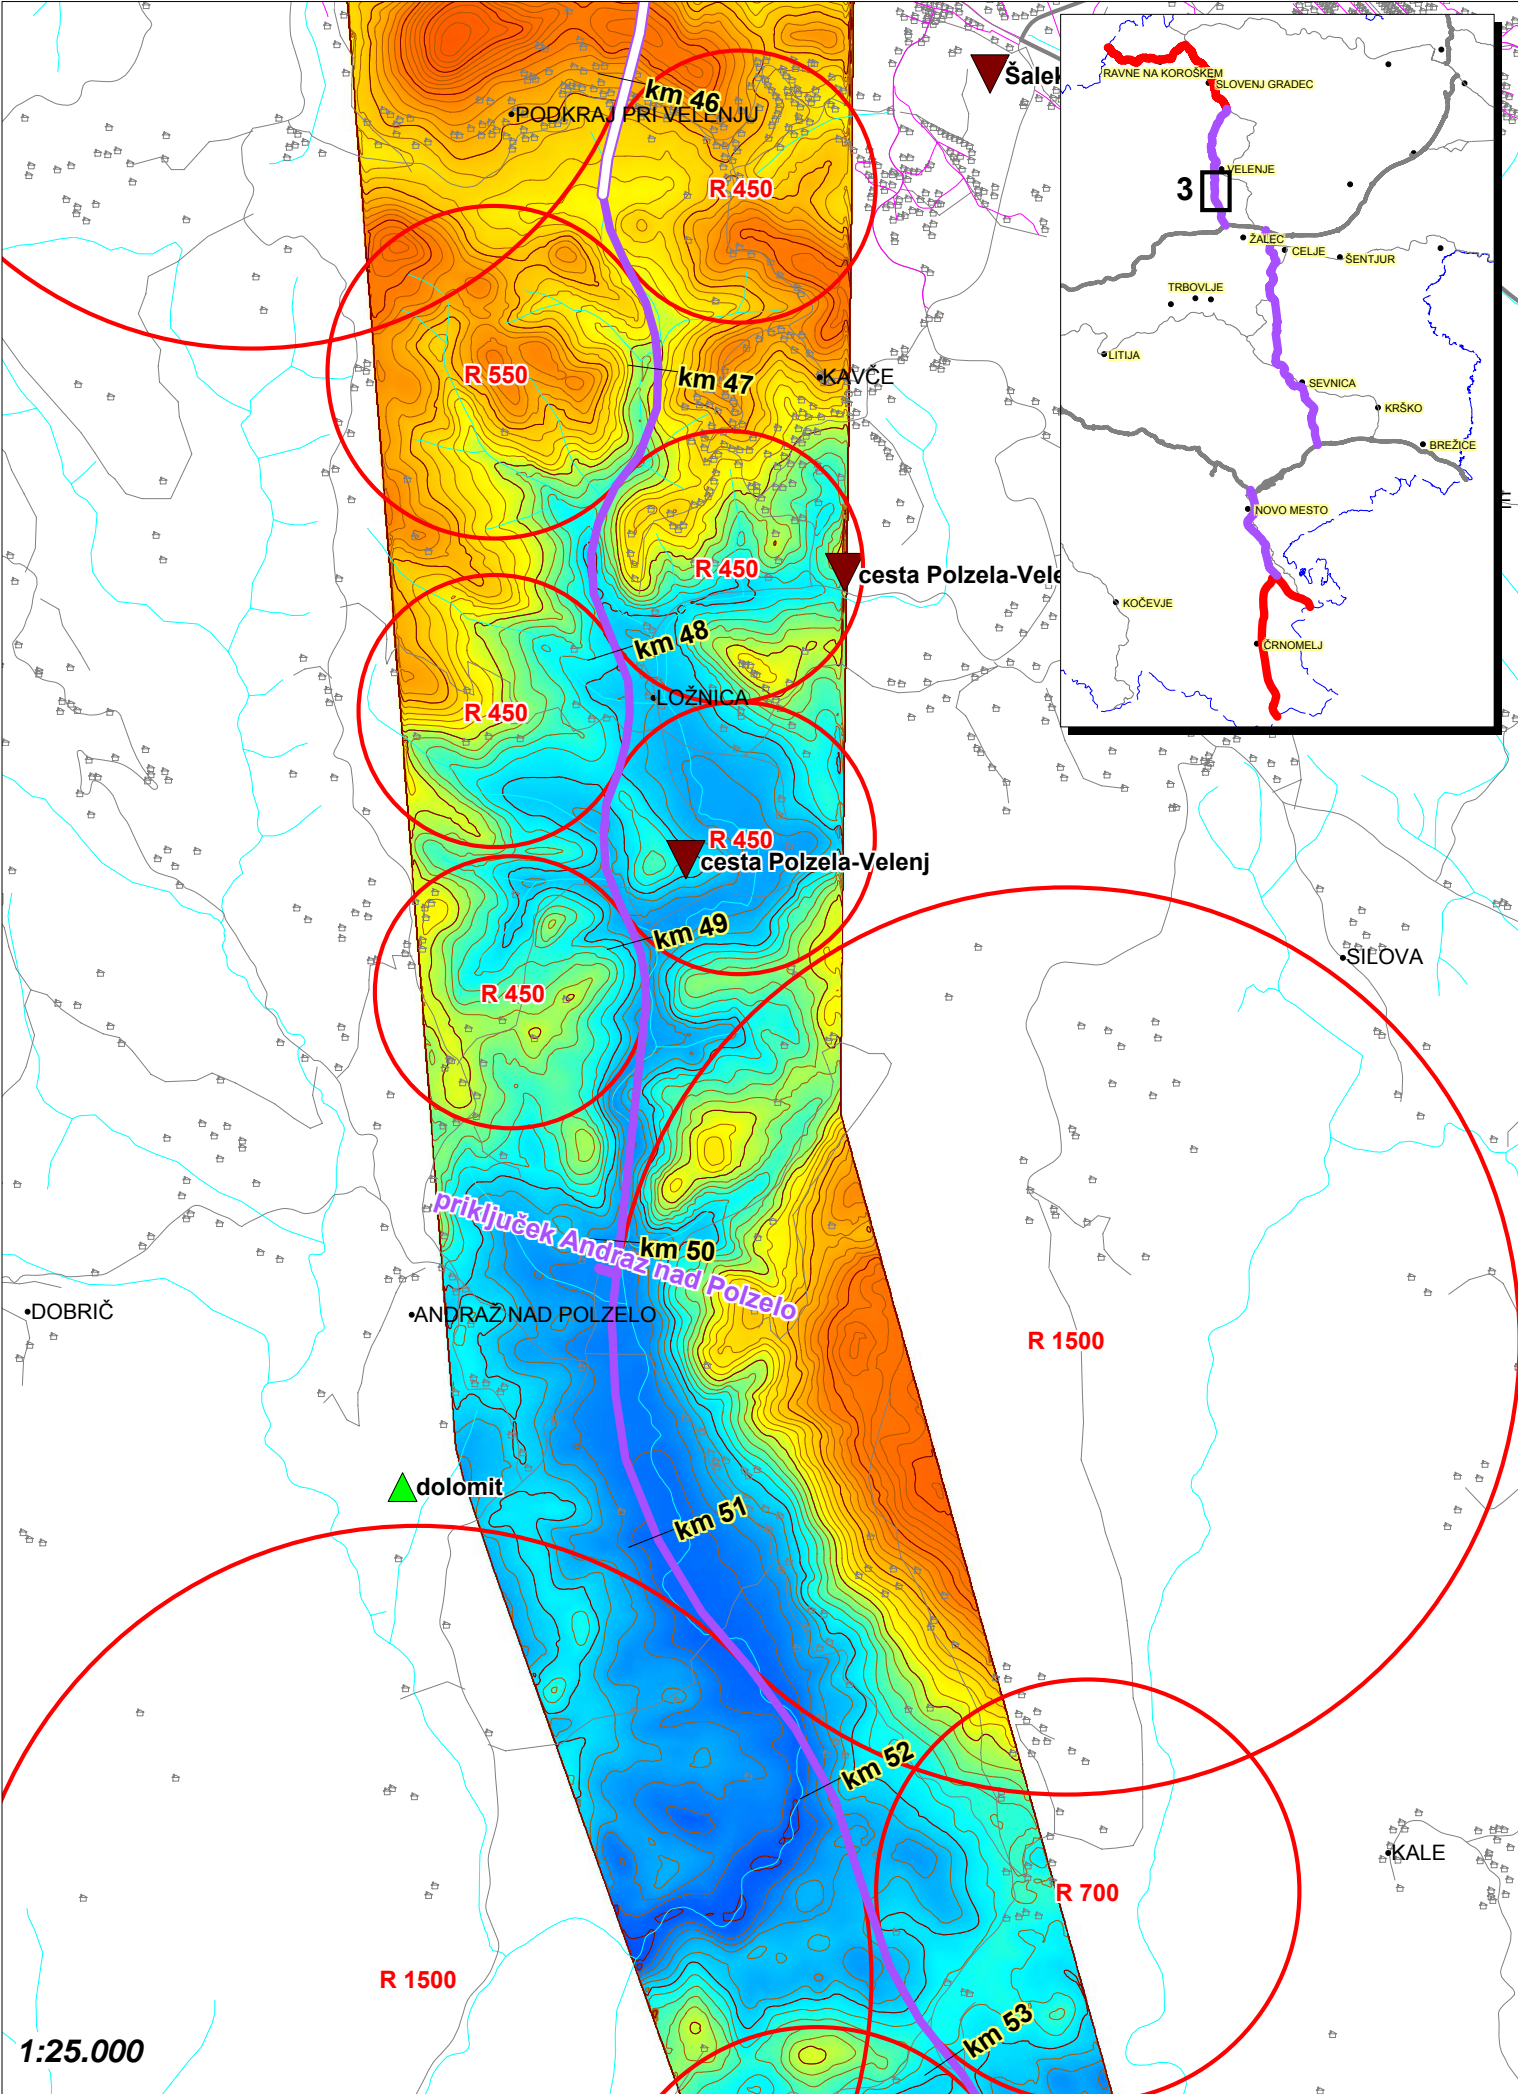 Šalek
RAVNE NA KOROŠKEM
SLOVENJ GRADEC
km 46
PODKRAJ PRI VELENJU
VELENJE
R 450
3
ŽALEC
CELJE
ŠENTJUR
TRBOVLJE
LITIJA
R 550
km 47
KAVČE
SEVNICA
KRŠKO
BREŽICE
NOVO MESTO
R 450
cesta Polzela-Vele
KOČEVJE
km 48
ČRNOMELJ
LOŽNICA
R 450
R 450
cesta Polzela-Velenj
km 49
SILOVA
R 450
priključek Andraz nad Polzelo
km 50
DOBRIČ
ANDRAŽ NAD POLZELO
R 1500
dolomit
km 51
km 52
KALE
R 700
R 1500
km 53
1:25.000